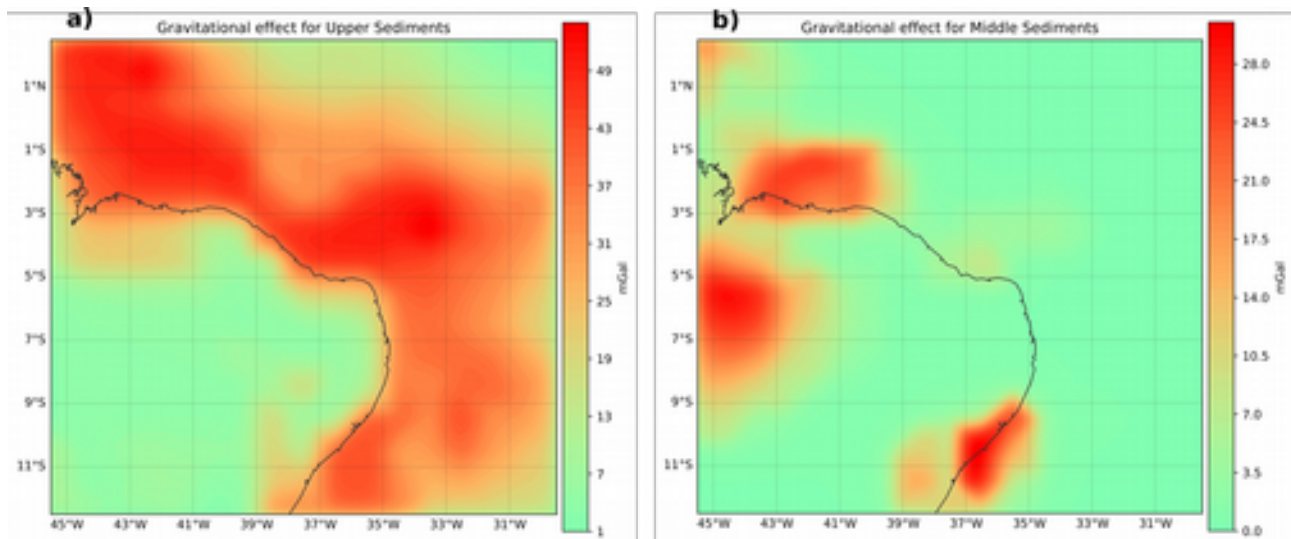 a)
Gravitational effect for Upper Sediments
1°N
1°S
3°S
5°S
7°S
9°S
11°S
45°W 43°W 41°W 39°W 37°W 35°W 33°W 31°W
49
43
37
31
25
19
13
7
1
mGal
b)
Gravitational effect for Middle Sediments
1°N
1°S
3°S
5°S
7°S
9°S
11°S
45°W 43°W 41°W 39°W 37°W 35°W 33°W 31°W
28.0
24.5
21.0
17.5
14.0
10.5
7.0
3.5
0.0
mGal